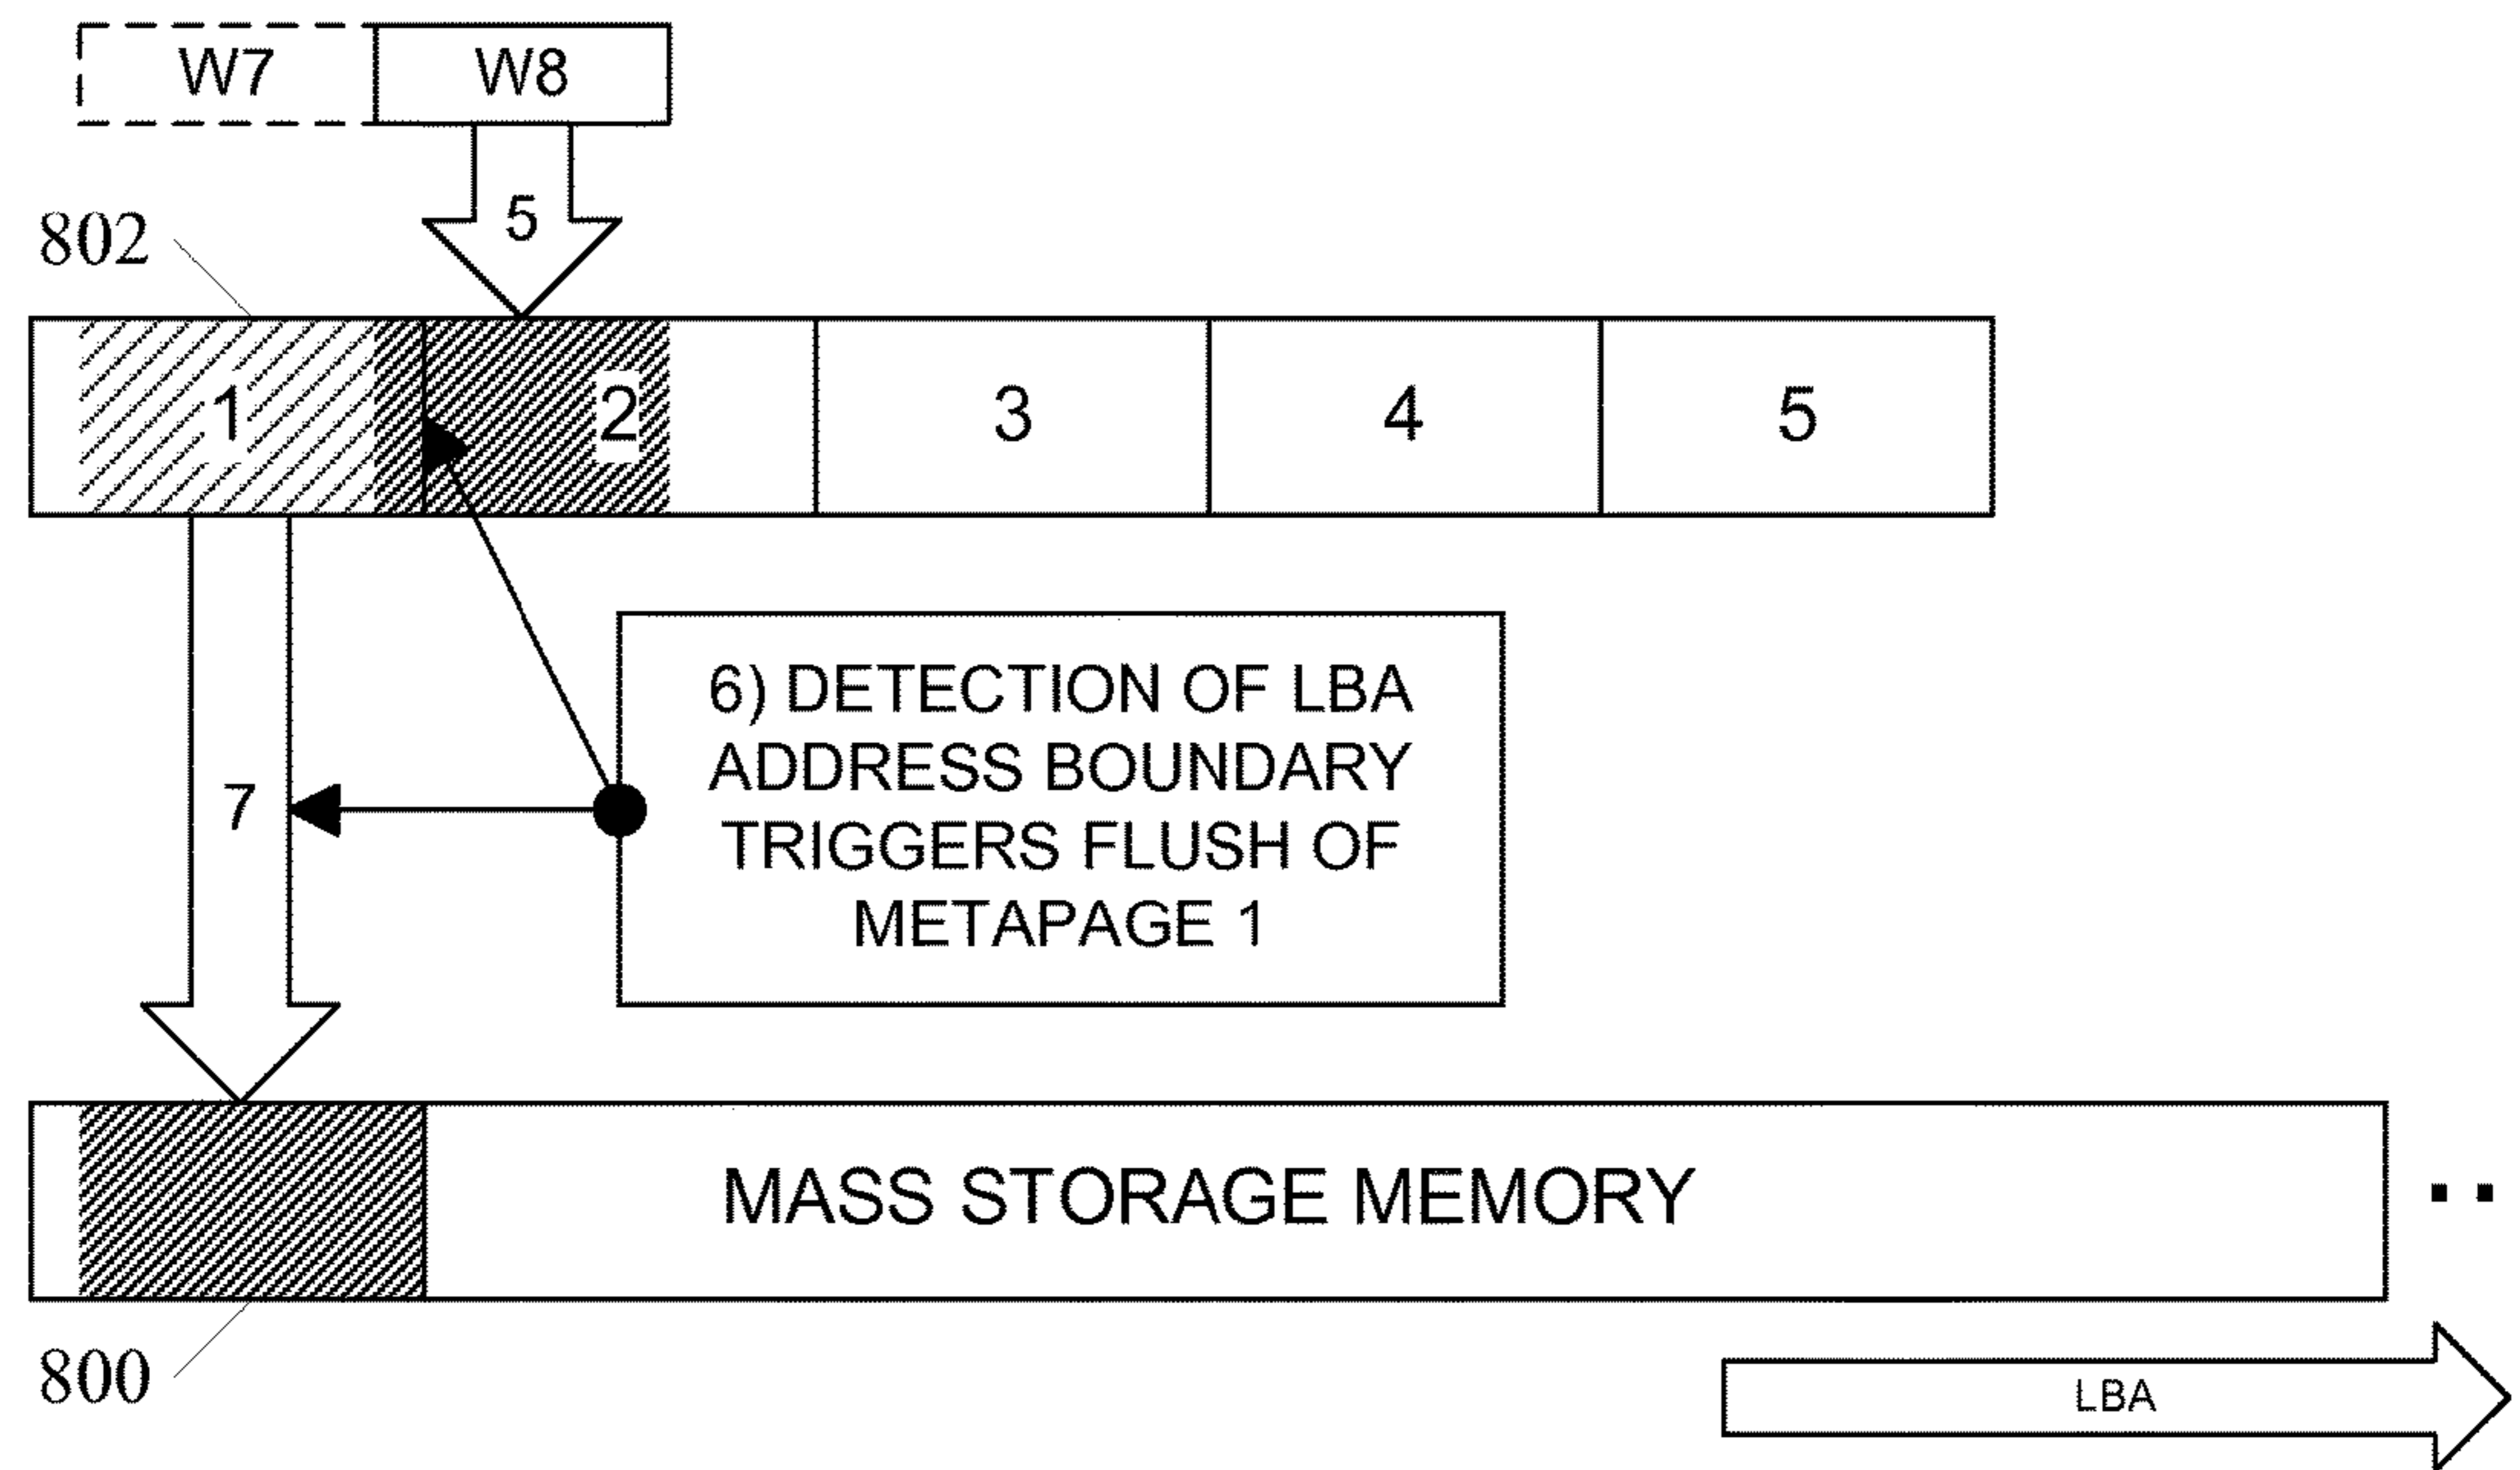 W7 W8
5
802
1 2 3 4 5
6) DETECTION OF LBA
ADDRESS BOUNDARY
TRIGGERS FLUSH OF
METAPAGE 1
7
MASS STORAGE MEMORY
800
LBA